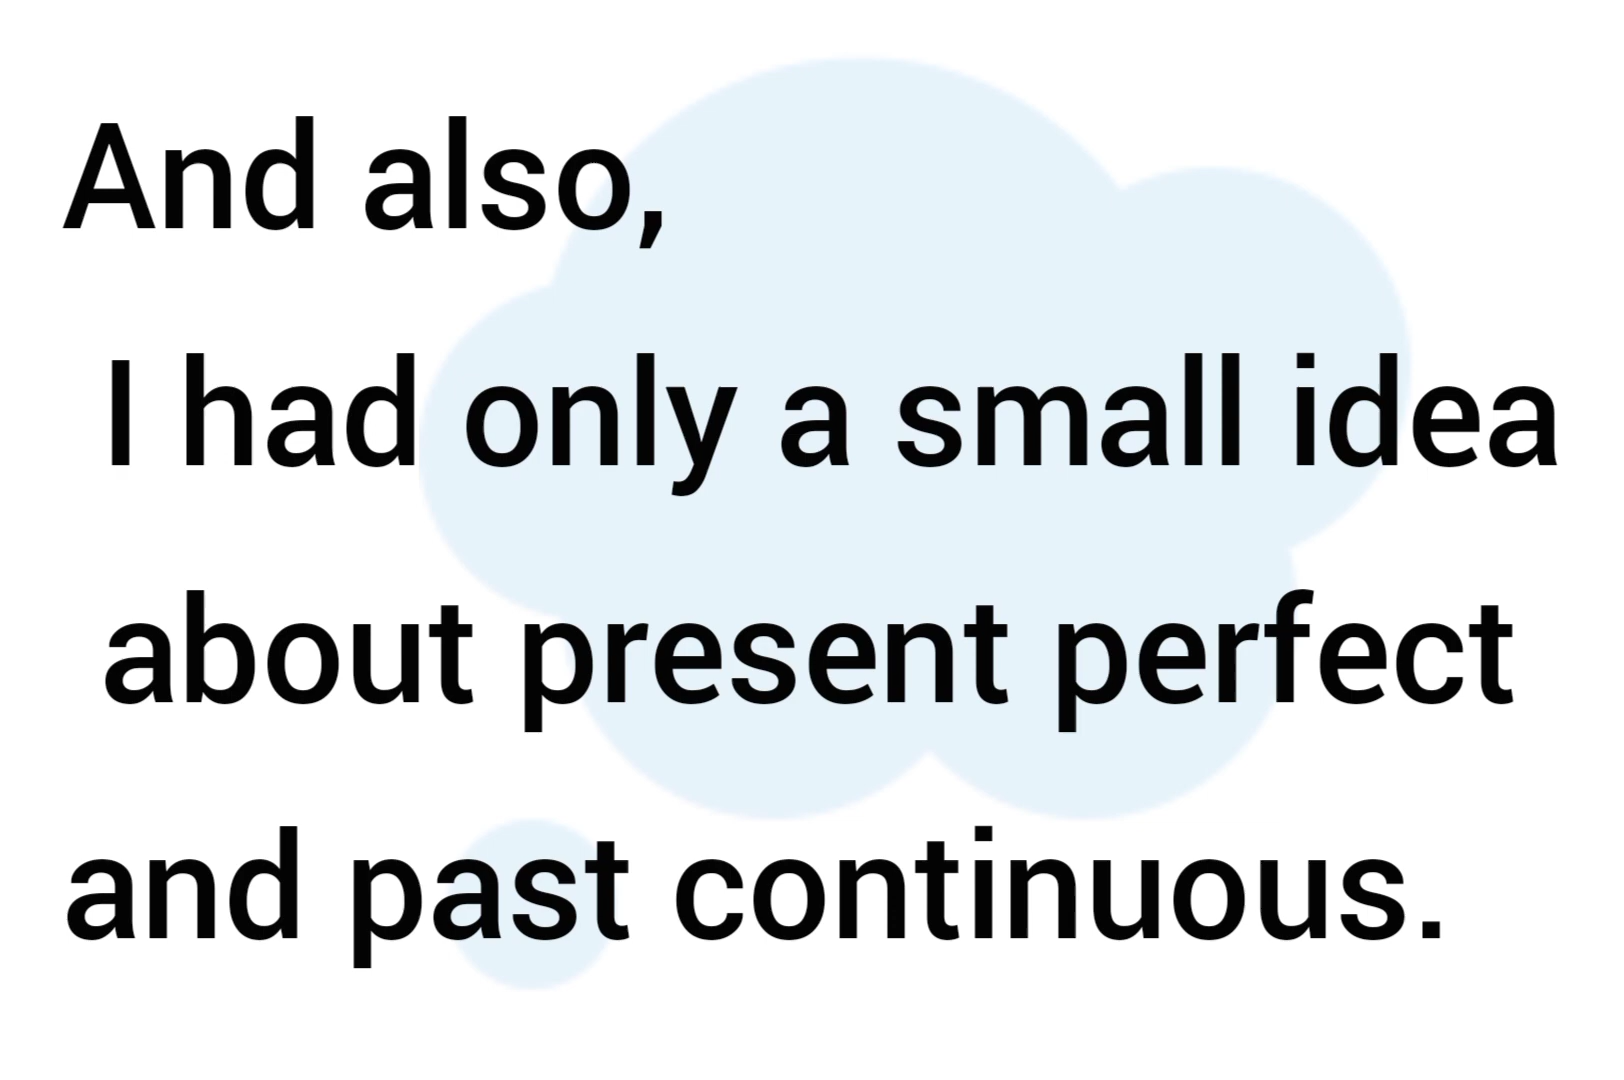 And also,
I had only a small idea
about present perfect
and past continuous.